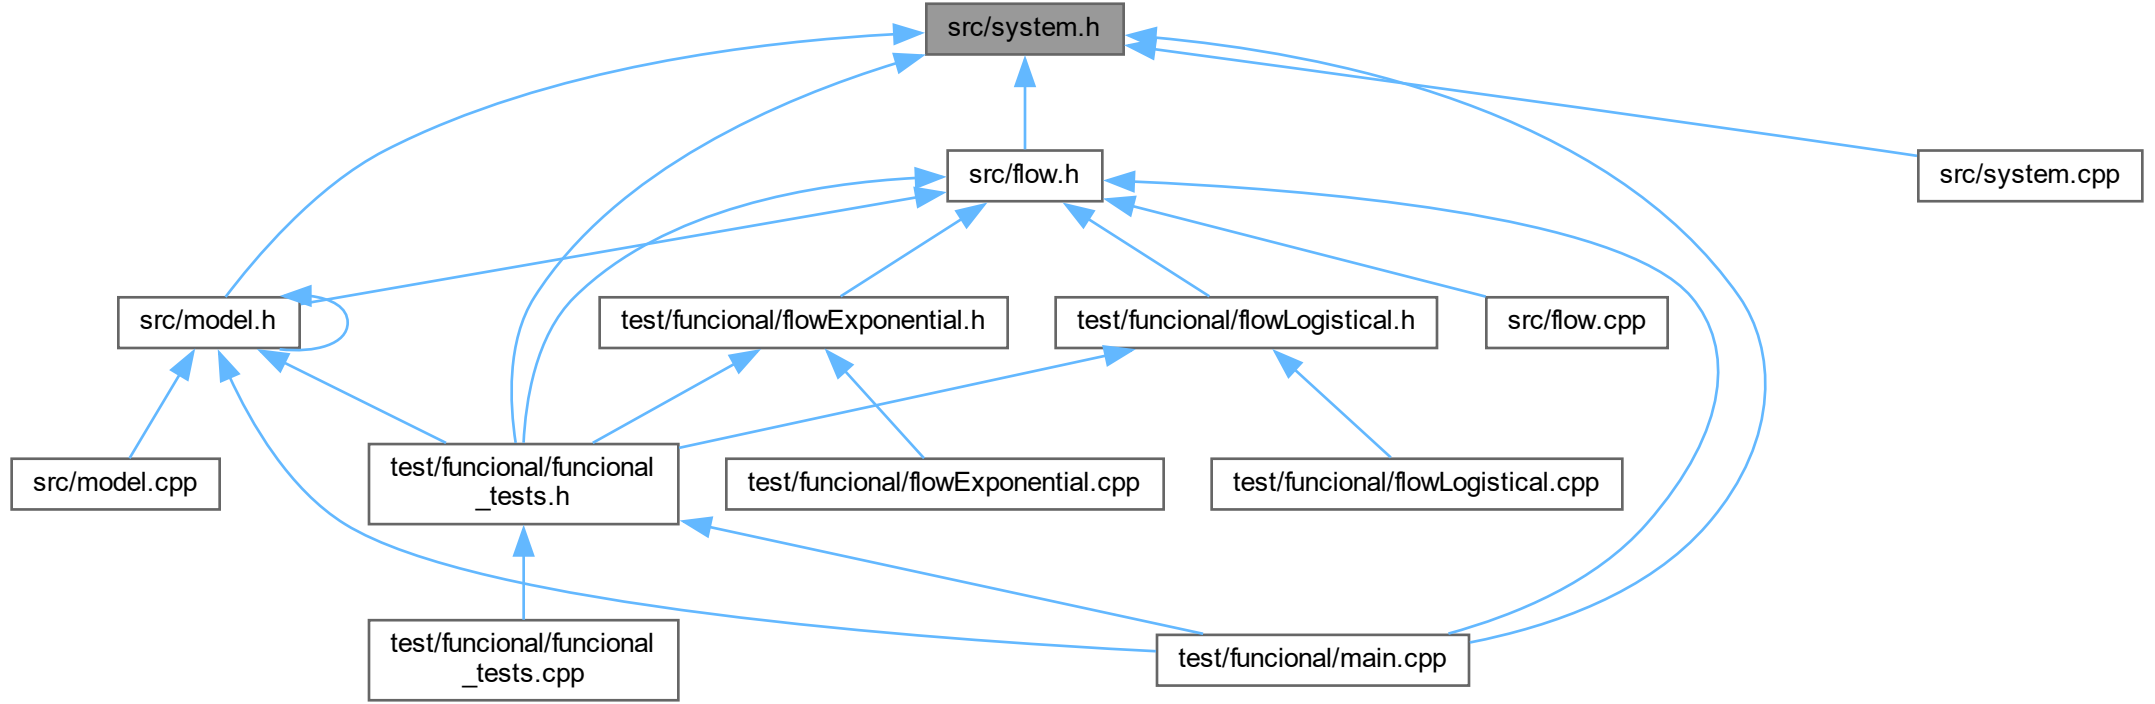 src/system.h
src/flow.h
src/system.cpp
src/model.h
test/funcional/flowExponential.h
test/funcional/flowLogistical.h
src/flow.cpp
src/model.cpp
test/funcional/funcional
_tests.h
test/funcional/flowExponential.cpp
test/funcional/flowLogistical.cpp
test/funcional/funcional
_tests.cpp
test/funcional/main.cpp